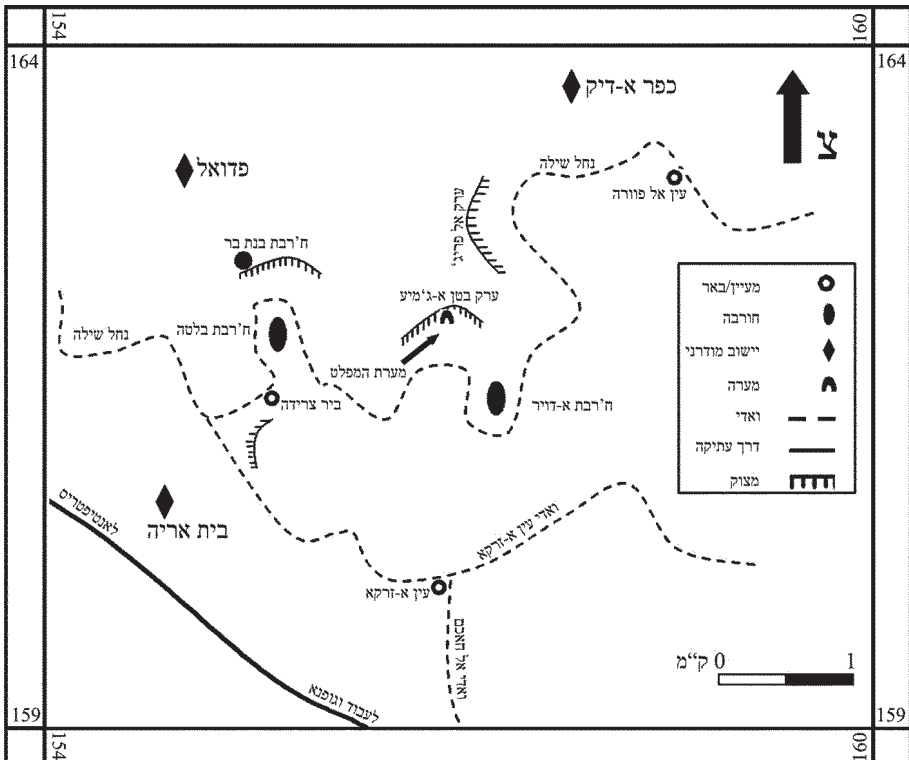 154
160
164
164
כפר א-דיק
צ
פדואל
נחל שילה
עין אל פוורה
ערק אל פריג'
ח'רבת בנת בר
ערק בטן א-ג'מיע
מעיין/באר
חורבה
יישוב מודרני
מערה
ואדי
דרך עתיקה
מצוק
נחל שילה
ח'רבת בלטה
מערת המפלט
ביר צרידה
ח'רבת א-דויר
לאנטיפטריס
בית אריה
ואדי עין א-זרקא
עין א-זרקא
ואדי אל חאכם
לעבוד וגופנא
ק"מ 0 1
159
159
154
160